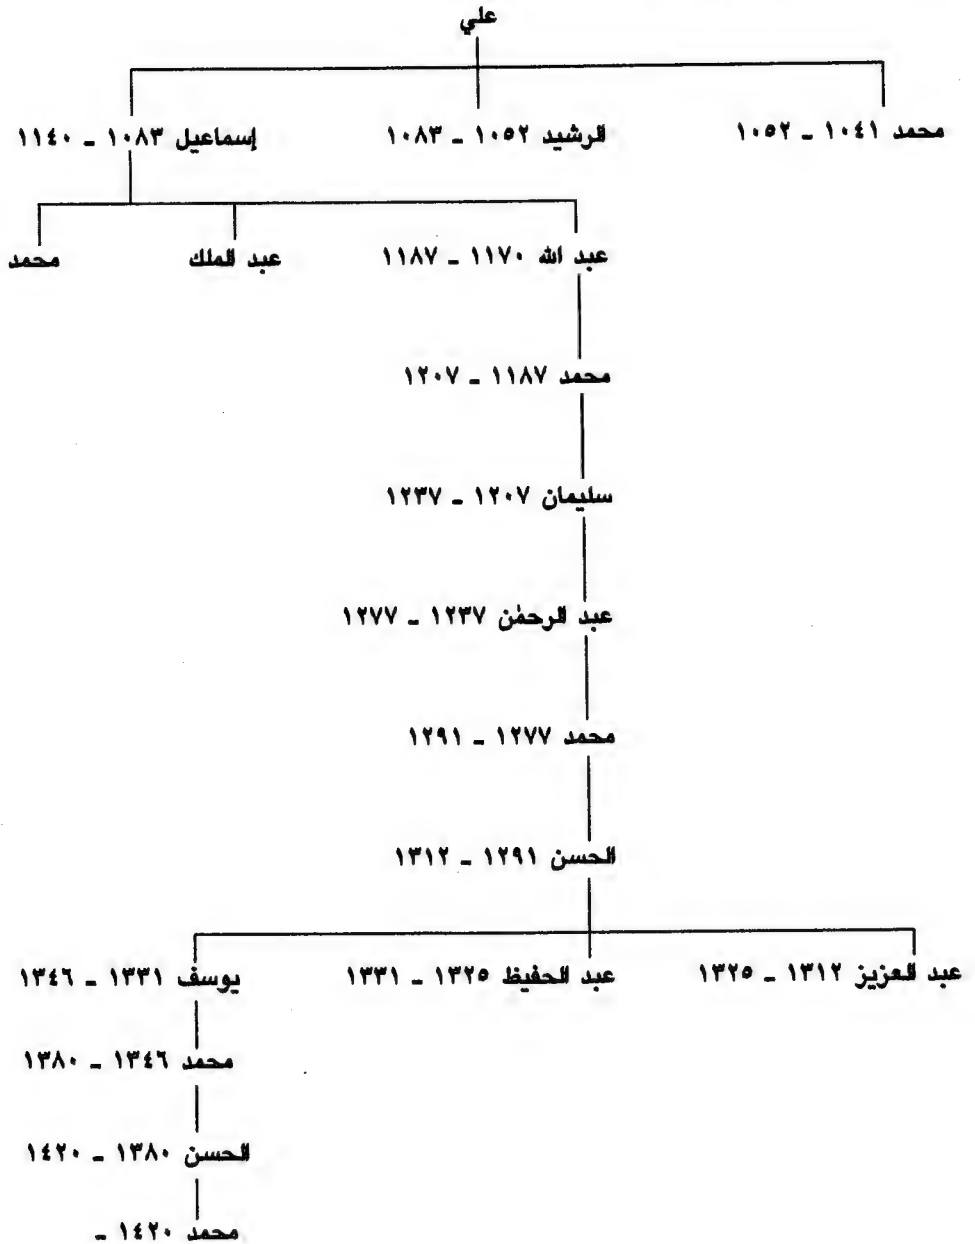 علي
محمد ١٠٤١ ـ ١٠٥٢
الرشيد ١٠٥٢ ـ ١٠٨٣
إسماعيل ١٠٨٣ ـ ١١٤٠
عبد الله ١١٧٠ ـ ١١٨٧
عبد الملك
محمد
محمد ١١٨٧ ـ ١٢٠٧
سليمان ١٢٠٧ ـ ١٢٣٧
عبد الرحمٰن ١٢٣٧ ـ ١٢٧٧
محمد ١٢٧٧ ـ ١٢٩١
الحسن ١٢٩١ ـ ١٣١٢
عبد العزيز ١٣١٢ ـ ١٣٢٥
عبد الحفيظ ١٣٢٥ ـ ١٣٣١
يوسف ١٣٣١ ـ ١٣٤٦
محمد ١٣٤٦ ـ ١٣٨٠
الحسن ١٣٨٠ ـ ١٤٢٠
محمد ١٤٢٠ ـ